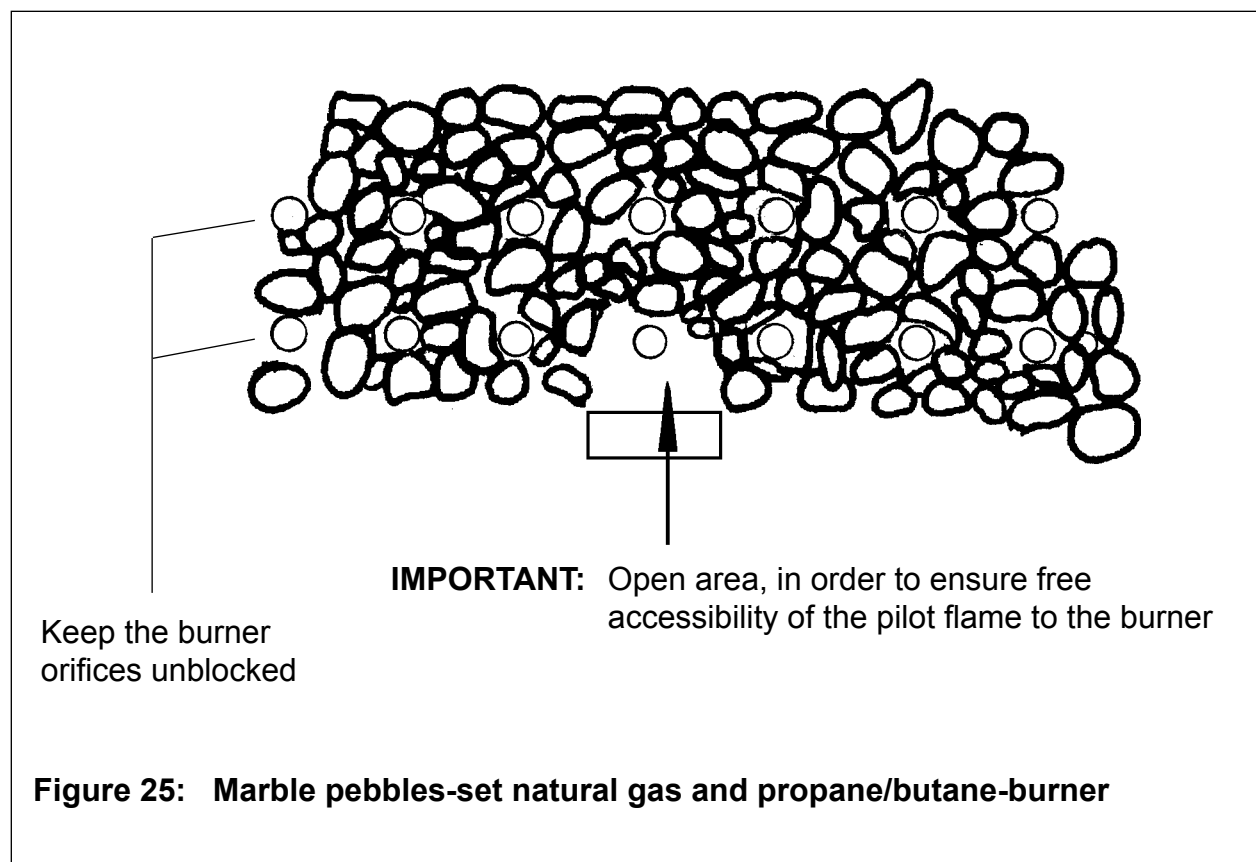 IMPORTANT: Open area, in order to ensure free
accessibility of the pilot flame to the burner
Keep the burner
orifices unblocked
Figure 25: Marble pebbles-set natural gas and propane/butane-burner